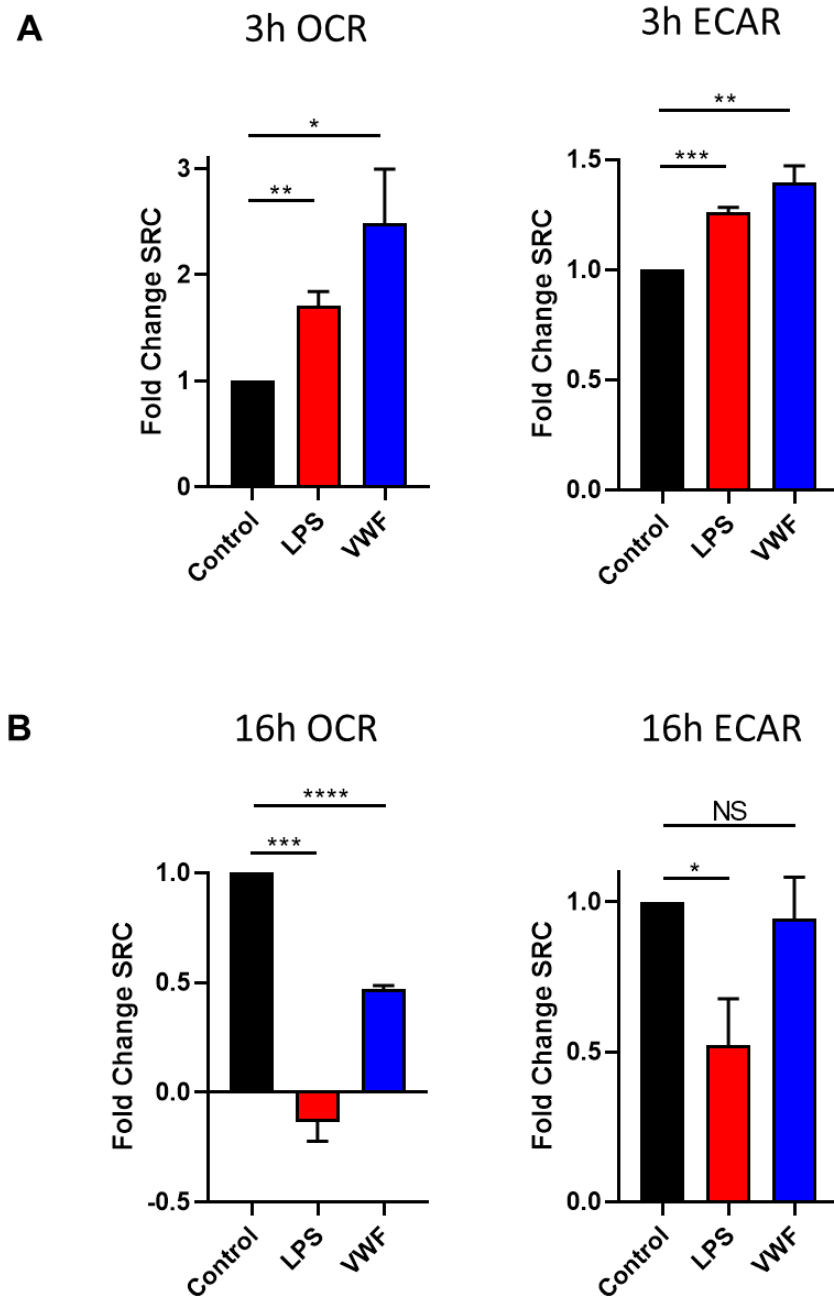 A
3h OCR
3h ECAR
*
**
3
2
1
0
Fold Change SRC
Control
LPS
VWF
**
***
1.5
1.0
0.5
0.0
Fold Change SRC
Control
LPS
VWF
B
16h OCR
16h ECAR
****
***
1.0
0.5
0.0
-0.5
Fold Change SRC
Control
LPS
VWF
NS
*
1.0
0.5
0.0
Fold Change SRC
Control
LPS
VWF